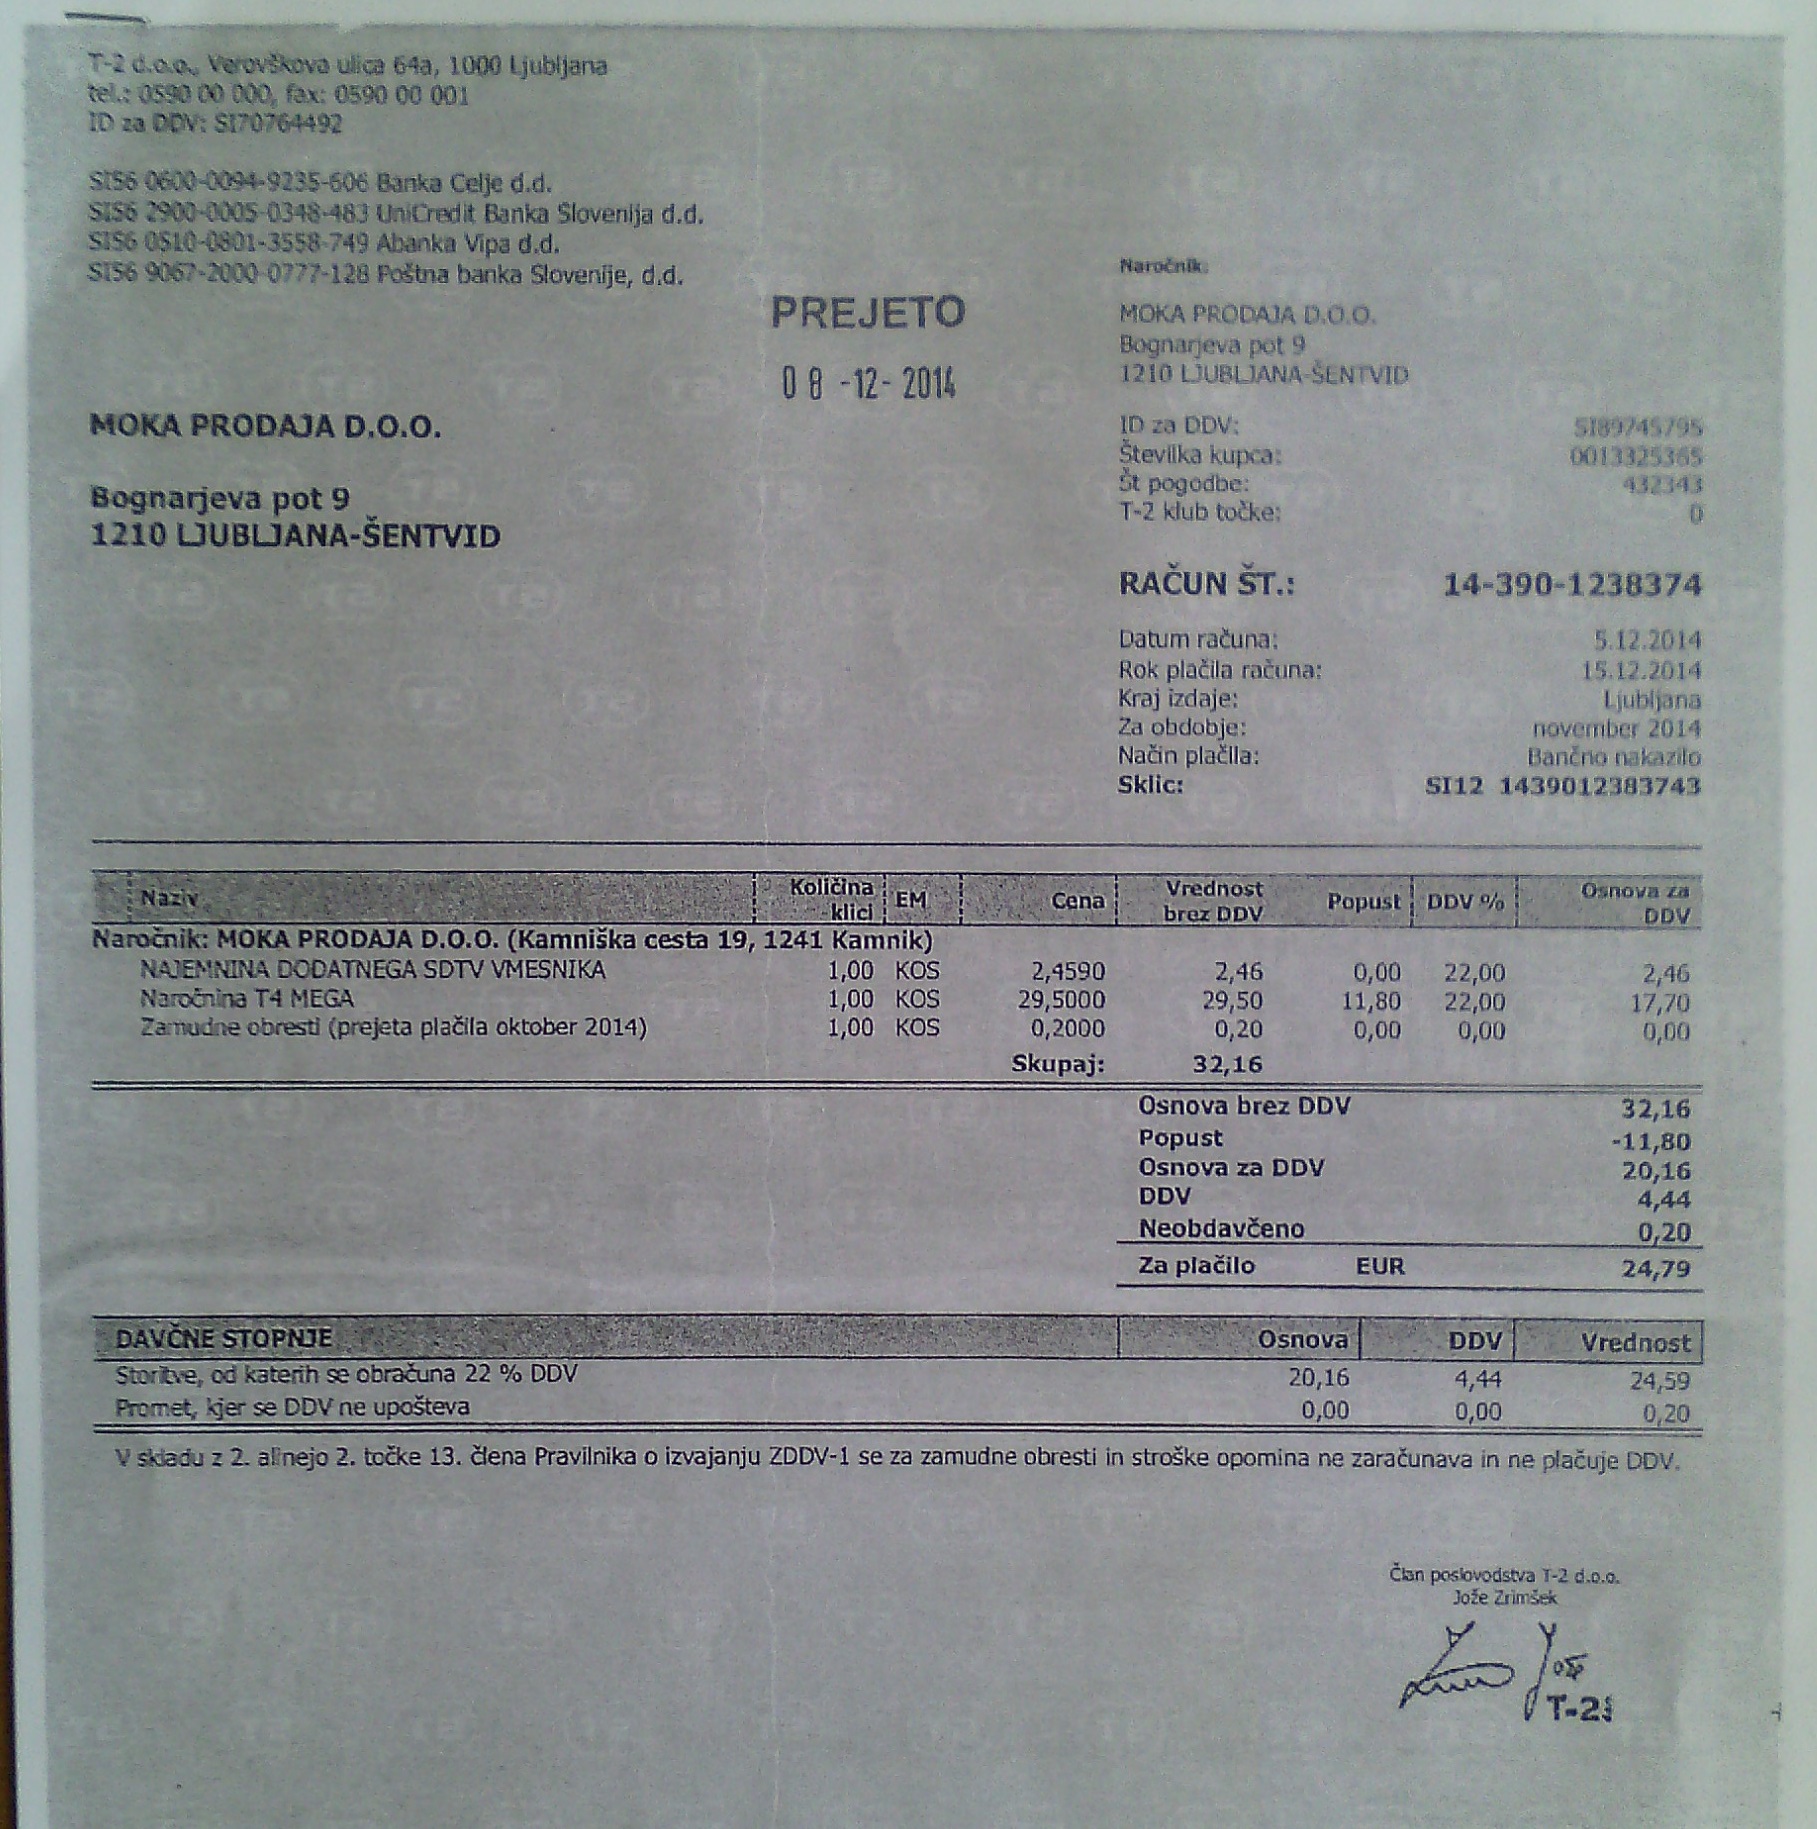 T-2 d.o.o., Verovškova ulica 64a, 1000 Ljubljana
tel.: 0590 00 000, fax: 0590 00 001
ID za DDV: SI70764492
SI56 0600-0094-9235-606 Banka Celje d.d.
SI56 2900-0005-0348-483 UniCredit Banka Slovenija d.d.
SI56 0510-0801-3558-749 Abanka Vipa d.d.
SI56 9067-2000-0777-128 Poštna banka Slovenije, d.d.
PREJETO
08 -12- 2014
MOKA PRODAJA D.O.O.
Bognarjeva pot 9
1210 LJUBLJANA-ŠENTVID
Naročnik:
MOKA PRODAJA D.O.O.
Bognarjeva pot 9
1210 LJUBLJANA-ŠENTVID
ID za DDV: SI89745795
Številka kupca: 0013325365
Št pogodbe: 432343
T-2 klub točke: 0
RAČUN ŠT.: 14-390-1238374
Datum računa: 5.12.2014
Rok plačila računa: 15.12.2014
Kraj izdaje: Ljubljana
Za obdobje: november 2014
Način plačila: Bančno nakazilo
Sklic: SI12 1439012383743
Naziv Količina klici EM Cena Vrednost brez DDV Popust DDV % Osnova za DDV
Naročnik: MOKA PRODAJA D.O.O. (Kamniška cesta 19, 1241 Kamnik)
NAJEMNINA DODATNEGA SDTV VMESNIKA 1,00 KOS 2,4590 2,46 0,00 22,00 2,46
Naročnina T4 MEGA 1,00 KOS 29,5000 29,50 11,80 22,00 17,70
Zamudne obresti (prejeta plačila oktober 2014) 1,00 KOS 0,2000 0,20 0,00 0,00 0,00
Skupaj: 32,16
Osnova brez DDV 32,16
Popust -11,80
Osnova za DDV 20,16
DDV 4,44
Neobdavčeno 0,20
Za plačilo EUR 24,79
DAVČNE STOPNJE Osnova DDV Vrednost
Storitve, od katerih se obračuna 22 % DDV 20,16 4,44 24,59
Promet, kjer se DDV ne upošteva 0,00 0,00 0,20
V skladu z 2. alinejo 2. točke 13. člena Pravilnika o izvajanju ZDDV-1 se za zamudne obresti in stroške opomina ne zaračunava in ne plačuje DDV.
Član poslovodstva T-2 d.o.o.
Jože Zrimšek
T-2